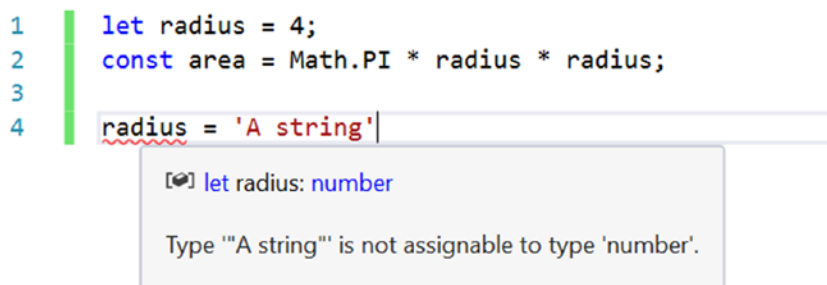 1 let radius = 4;
2 const area = Math.PI * radius * radius;
3
4 radius = 'A string'
let radius: number
Type '"A string"' is not assignable to type 'number'.